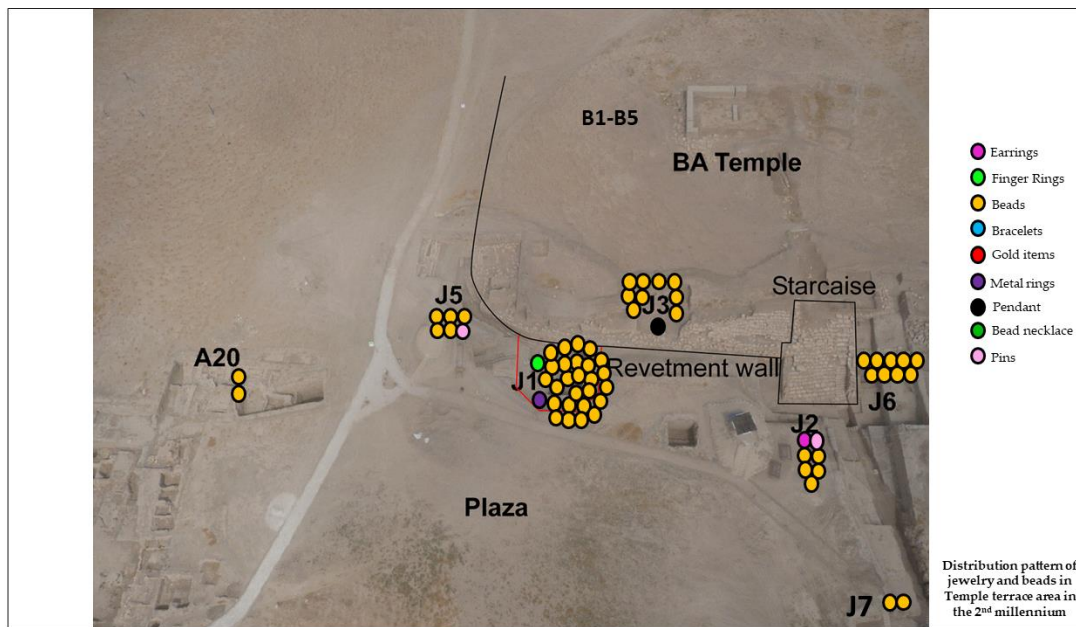 B1-B5
BA Temple
Starcaise
J5
J3
A20
J1
Revetment wall
J6
J2
Plaza
J7
Earrings
Finger Rings
Beads
Bracelets
Gold items
Metal rings
Pendant
Bead necklace
Pins
Distribution pattern of
jewelry and beads in
Temple terrace area in
the 2nd millennium